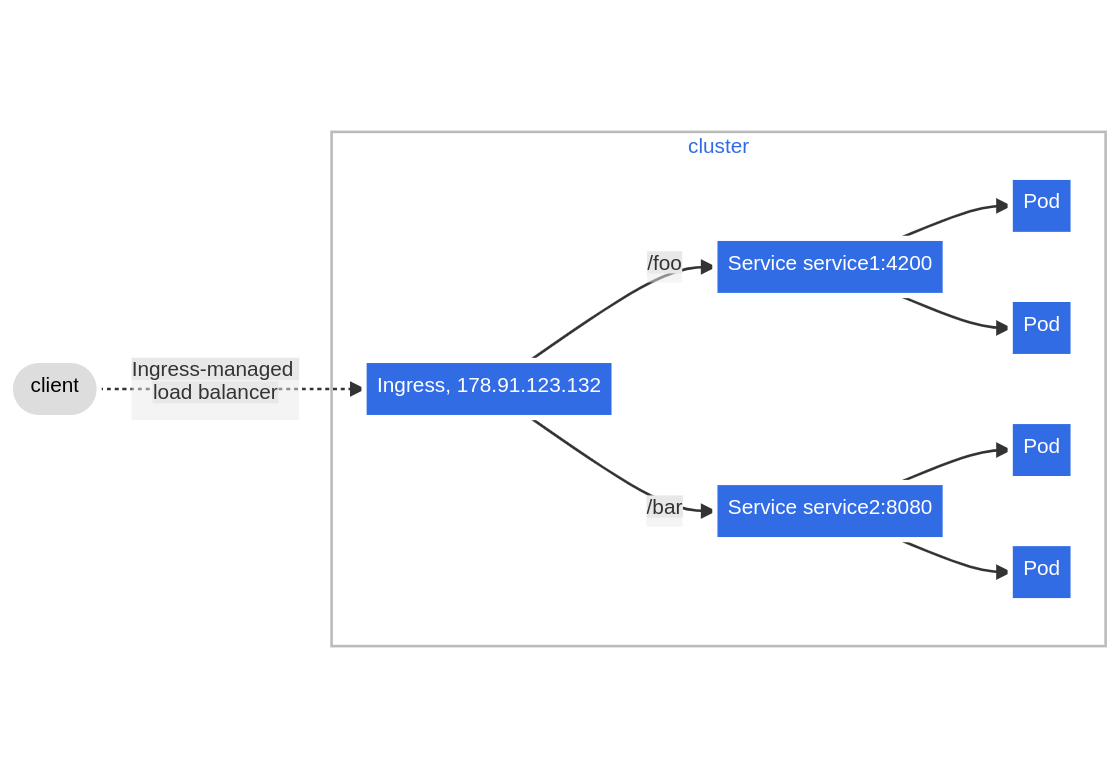 cluster
client
Ingress-managed
load balancer
Ingress, 178.91.123.132
/foo
Service service1:4200
Pod
Pod
/bar
Service service2:8080
Pod
Pod